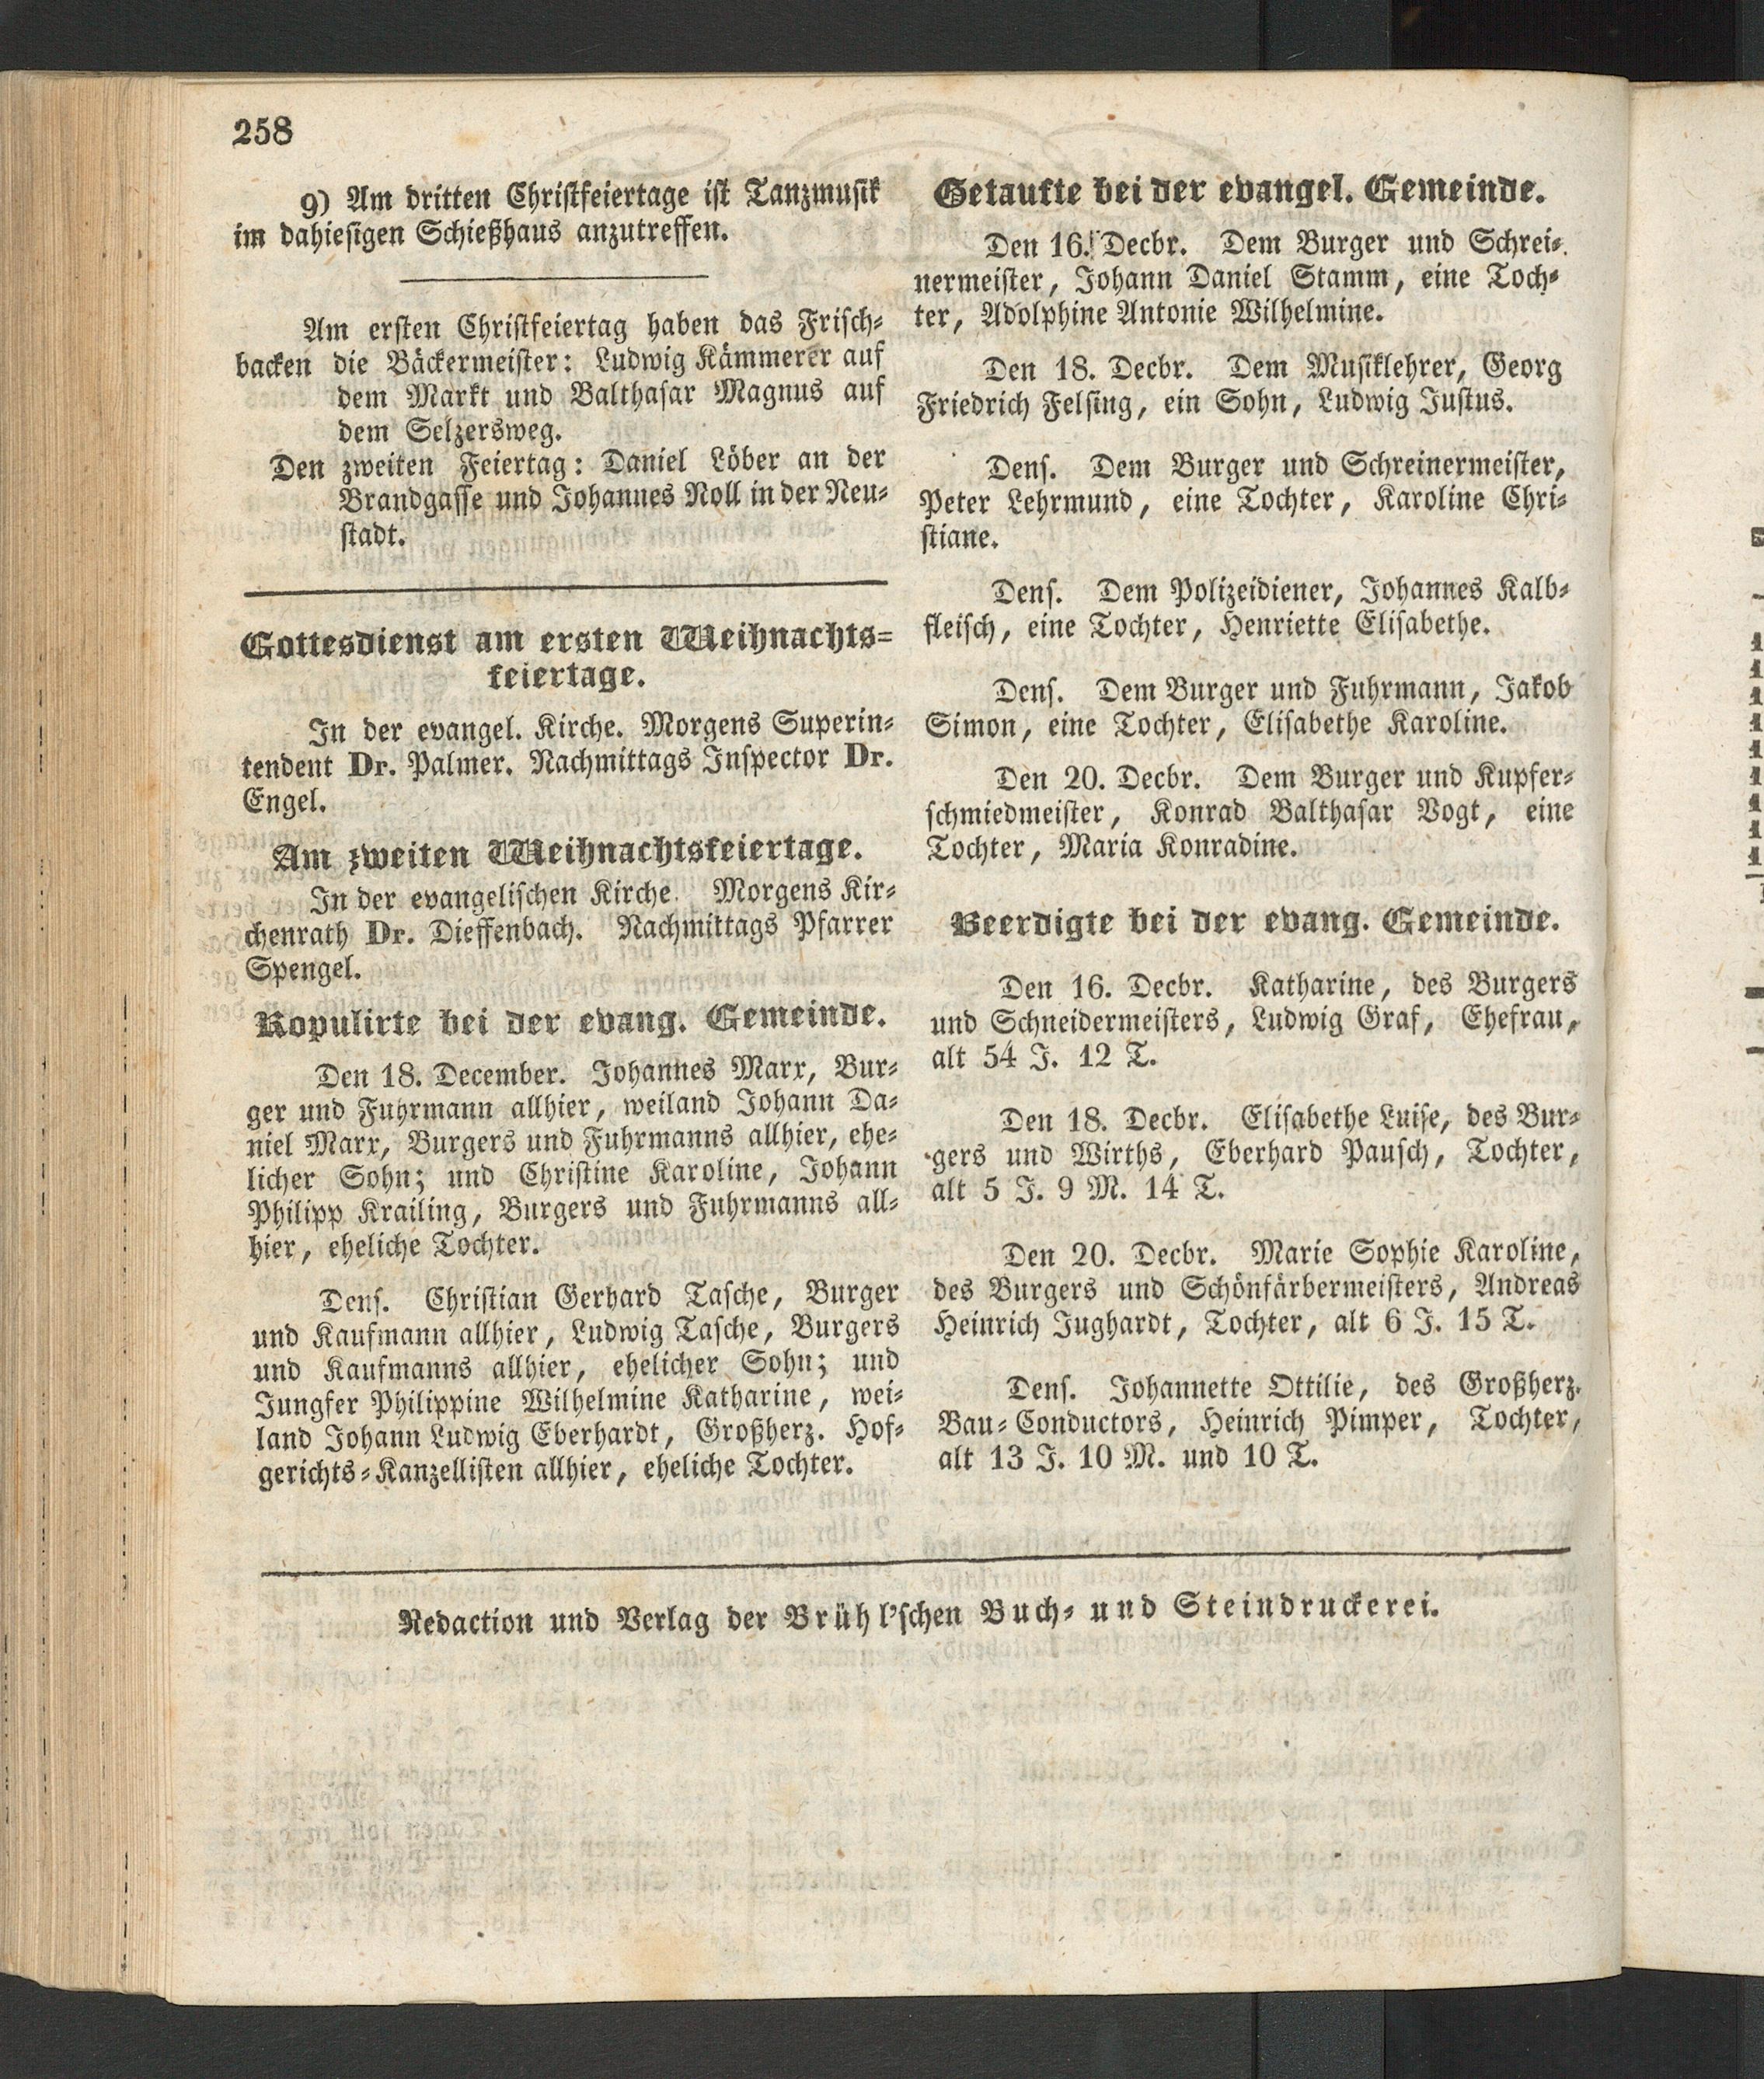 258
9) Am dritten Christfeiertage ist Tanzmusik
im dahiesigen Schießhaus anzutreffen.
Am ersten Christfeiertag haben das Frisch-
backen die Bäckermeister: Ludwig Kämmerer auf
dem Markt und Balthasar Magnus auf
dem Selzersweg.
Den zweiten Feiertag: Daniel Löber an der
Brandgasse und Johannes Noll in der Neu-
stadt.
Gottesdienst am ersten Weihnachts-
feiertage.
In der evangel. Kirche. Morgens Superin-
tendent Dr. Palmer. Nachmittags Inspector Dr.
Engel.
Am zweiten Weihnachtsfeiertage.
In der evangelischen Kirche. Morgens Kir-
chenrath Dr. Dieffenbach. Nachmittags Pfarrer
Spengel.
Kopulirte bei der evang. Gemeinde.
Den 18. December. Johannes Marx, Bur-
ger und Fuhrmann allhier, weiland Johann Da-
niel Marx, Burgers und Fuhrmanns allhier, ehe-
licher Sohn; und Christine Karoline, Johann
Philipp Krailing, Burgers und Fuhrmanns all-
hier, eheliche Tochter.
Dens. Christian Gerhard Tasche, Burger
und Kaufmann allhier, Ludwig Tasche, Burgers
und Kaufmanns allhier, ehelicher Sohn; und
Jungfer Philippine Wilhelmine Katharine, wei-
land Johann Ludwig Eberhardt, Großherz. Hof-
gerichts-Kanzellisten allhier, eheliche Tochter.
Getaufte bei der evangel. Gemeinde.
Den 16. Decbr. Dem Burger und Schrei-
nermeister, Johann Daniel Stamm, eine Toch-
ter, Adolphine Antonie Wilhelmine.
Den 18. Decbr. Dem Musiklehrer, Georg
Friedrich Felsing, ein Sohn, Ludwig Justus.
Dens. Dem Burger und Schreinermeister,
Peter Lehrmund, eine Tochter, Karoline Chri-
stiane.
Dens. Dem Polizeidiener, Johannes Kalb-
fleisch, eine Tochter, Henriette Elisabethe.
Dens. Dem Burger und Fuhrmann, Jakob
Simon, eine Tochter, Elisabethe Karoline.
Den 20. Decbr. Dem Burger und Kupfer-
schmiedmeister, Konrad Balthasar Vogt, eine
Tochter, Maria Konradine.
Beerdigte bei der evang. Gemeinde.
Den 16. Decbr. Katharine, des Burgers
und Schneidermeisters, Ludwig Graf, Ehefrau,
alt 54 J. 12 T.
Den 18. Decbr. Elisabethe Luise, des Bur-
gers und Wirths, Eberhard Pausch, Tochter,
alt 5 J. 9 M. 14 T.
Den 20. Decbr. Marie Sophie Karoline,
des Burgers und Schönfärbermeisters, Andreas
Heinrich Jughardt, Tochter, alt 6 J. 15 T.
Dens. Johannette Ottilie, des Großherz.
Bau-Conductors, Heinrich Pimper, Tochter,
alt 13 J. 10 M. und 10 T.
Redaction und Verlag der Brühl'schen Buch- und Steindruckerei.